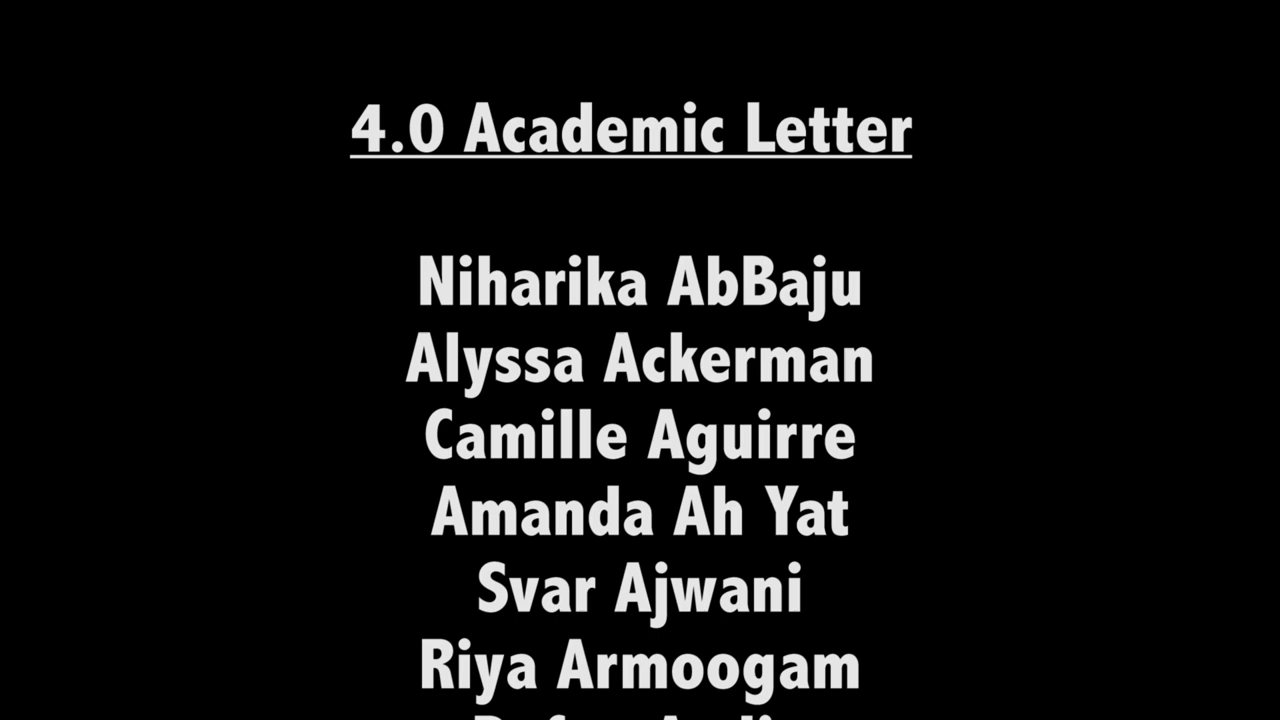 4.0 Academic Letter
Niharika AbBaju
Alyssa Ackerman
Camille Aguirre
Amanda Ah Yat
Svar Ajwani
Riya Armoogam